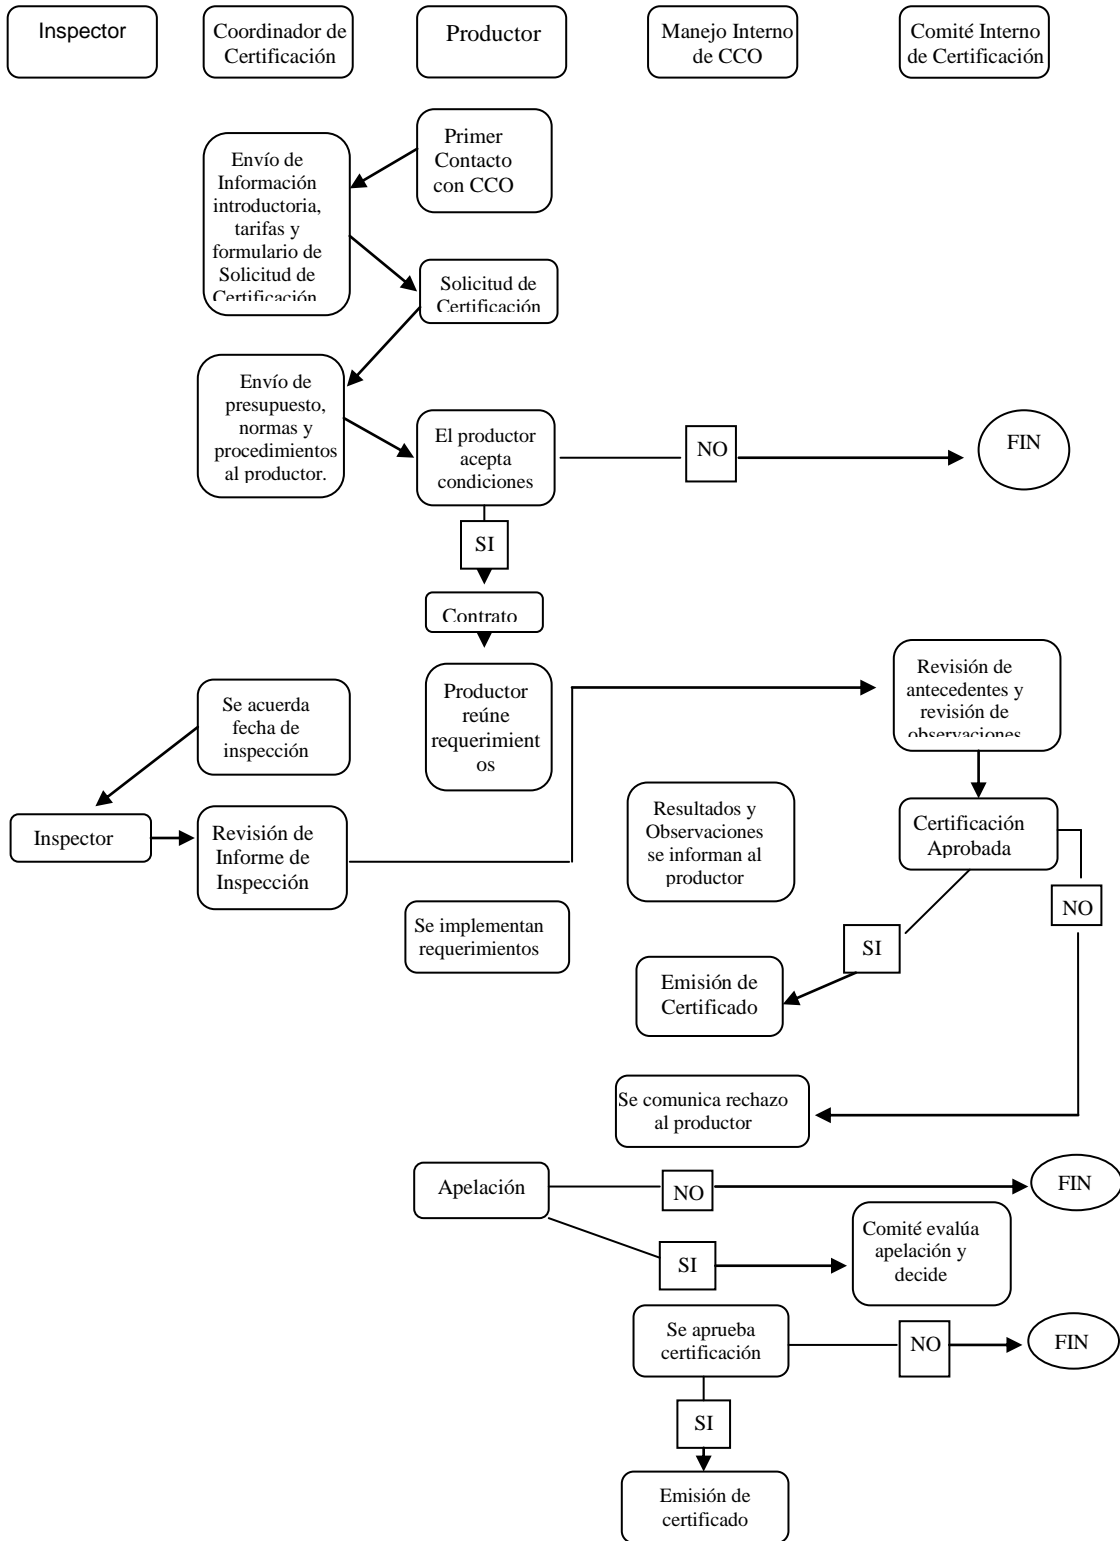 Inspector
Coordinador de
Certificación
Productor
Manejo Interno
de CCO
Comité Interno
de Certificación
Primer
Contacto
con CCO
Envío de
Información
introductoria,
tarifas y
formulario de
Solicitud de
Certificación
Solicitud de
Certificación
Envío de
presupuesto,
normas y
procedimientos
al productor.
El productor
acepta
condiciones
NO
FIN
SI
Contrato
Productor
reúne
requerimient
os
Revisión de
antecedentes y
revisión de
observaciones
Se acuerda
fecha de
inspección
Inspector
Revisión de
Informe de
Inspección
Resultados y
Observaciones
se informan al
productor
Certificación
Aprobada
NO
Se implementan
requerimientos
SI
Emisión de
Certificado
Se comunica rechazo
al productor
Apelación
NO
FIN
SI
Comité evalúa
apelación y
decide
Se aprueba
certificación
NO
FIN
SI
Emisión de
certificado